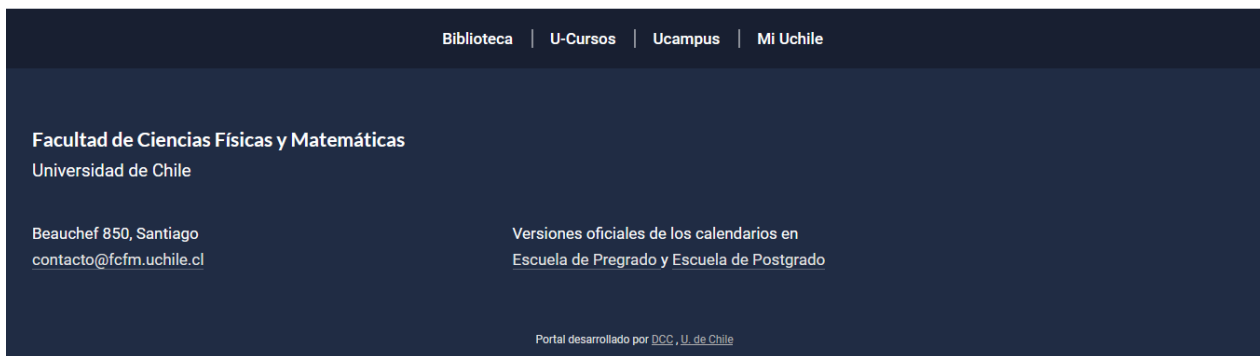 Biblioteca | U-Cursos | Ucampus | Mi Uchile
Facultad de Ciencias Físicas y Matemáticas
Universidad de Chile
Beauchef 850, Santiago
contacto@fcfm.uchile.cl
Versiones oficiales de los calendarios en
Escuela de Pregrado y Escuela de Postgrado
Portal desarrollado por DCC , U. de Chile